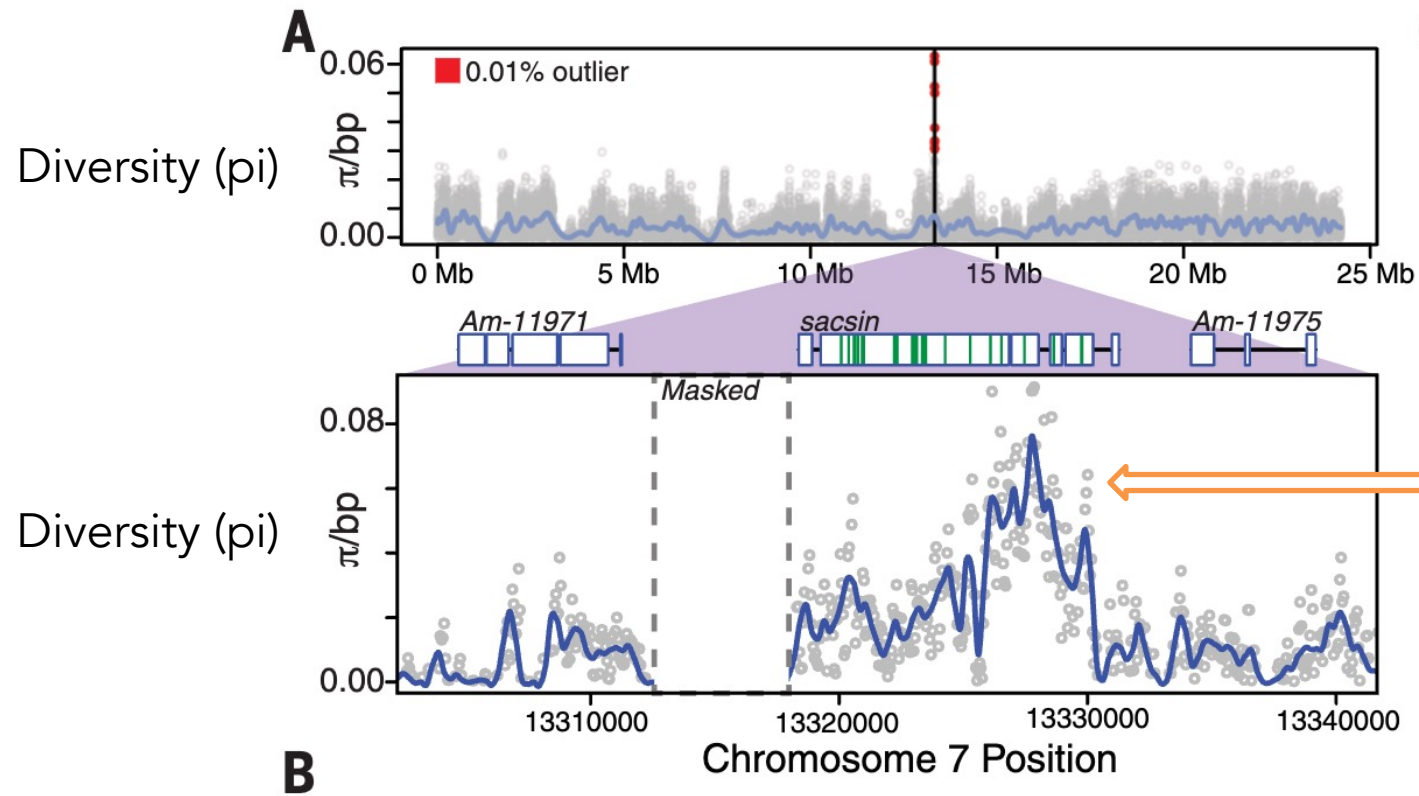 A
0.06
0.01% outlier
Diversity (pi)
π/bp
0.00
0 Mb 5 Mb 10 Mb 15 Mb 20 Mb 25 Mb
Am-11971 sacsin Am-11975
Masked
0.08
Diversity (pi)
π/bp
0.00
13310000 13320000 13330000 13340000
Chromosome 7 Position
B